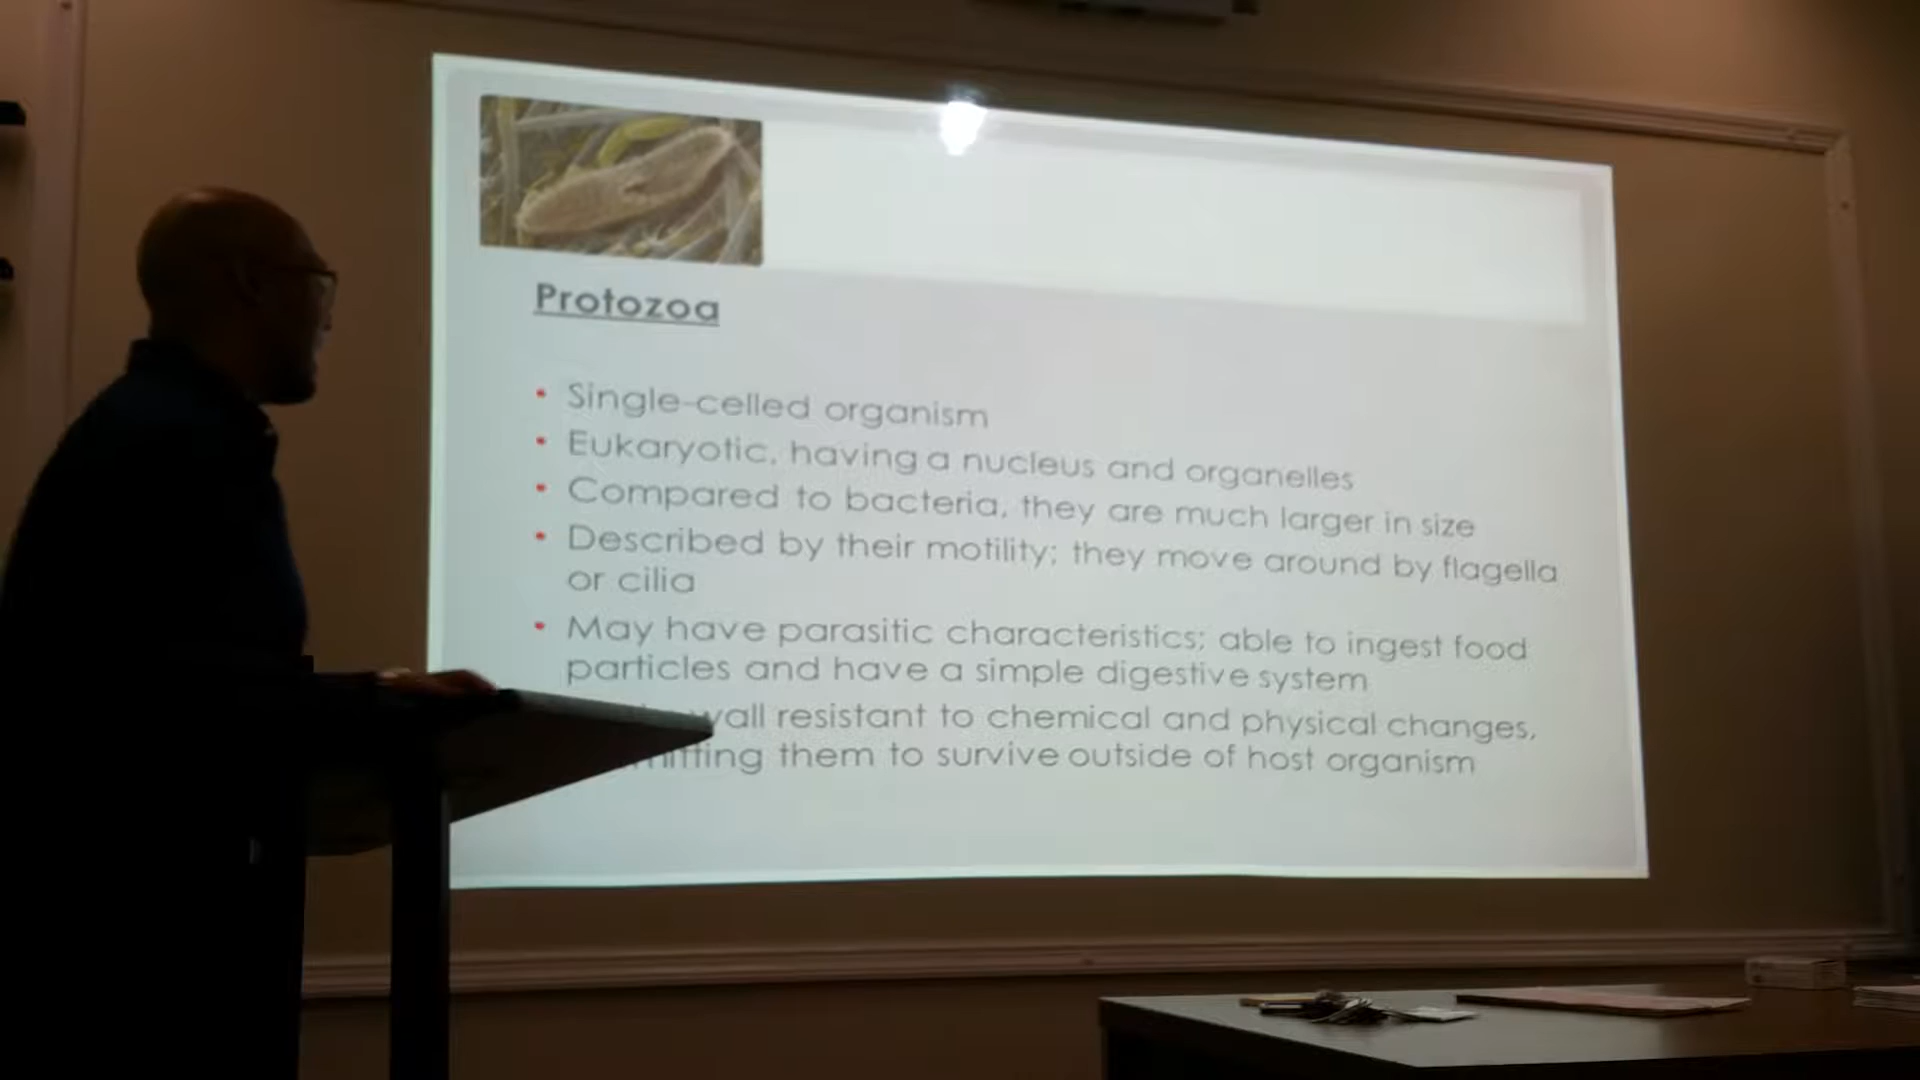 Protozoa
• Single-celled organism
• Eukaryotic, having a nucleus and organelles
• Compared to bacteria, they are much larger in size
• Described by their motility; they move around by flagella
or cilia
• May have parasitic characteristics; able to ingest food
particles and have a simple digestive system
wall resistant to chemical and physical changes,
them to survive outside of host organism